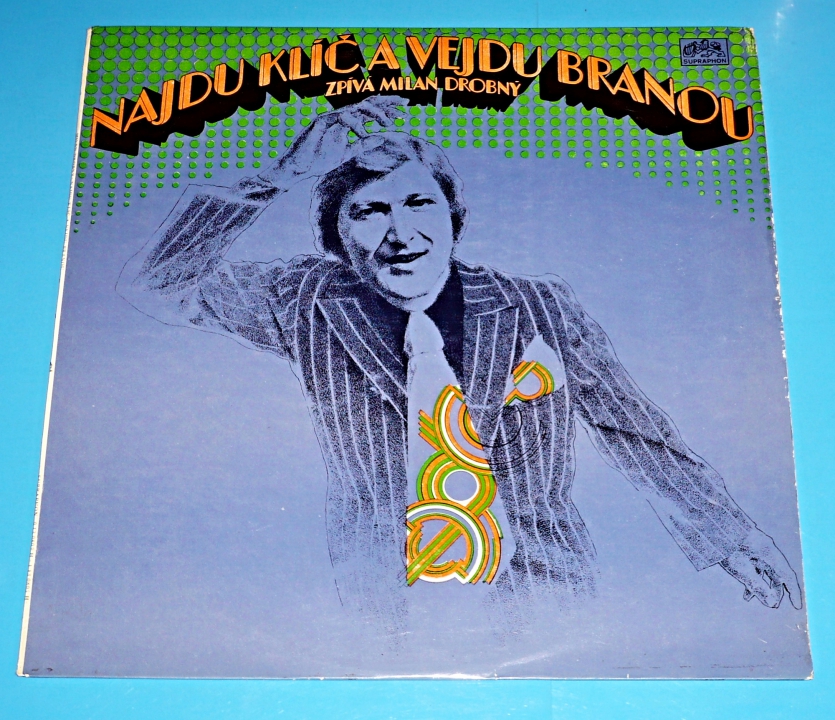 NAJDU KLÍČ A VEJDU BRANOU
ZPÍVÁ MILAN DROBNÝ
SUPRAPHON